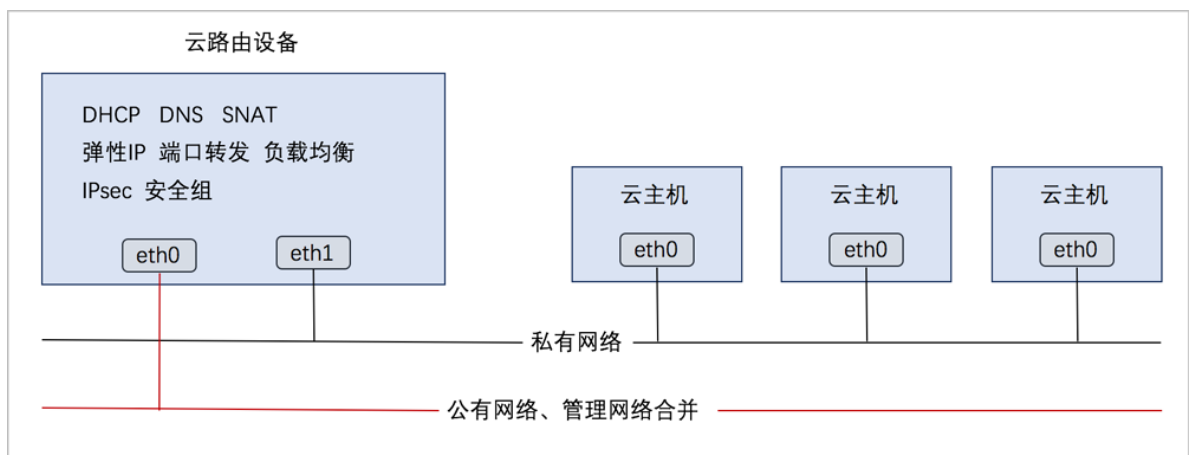 云路由设备
DHCP DNS SNAT
弹性IP 端口转发 负载均衡
IPsec 安全组
eth0
eth1
云主机
eth0
云主机
eth0
云主机
eth0
私有网络
公有网络、管理网络合并